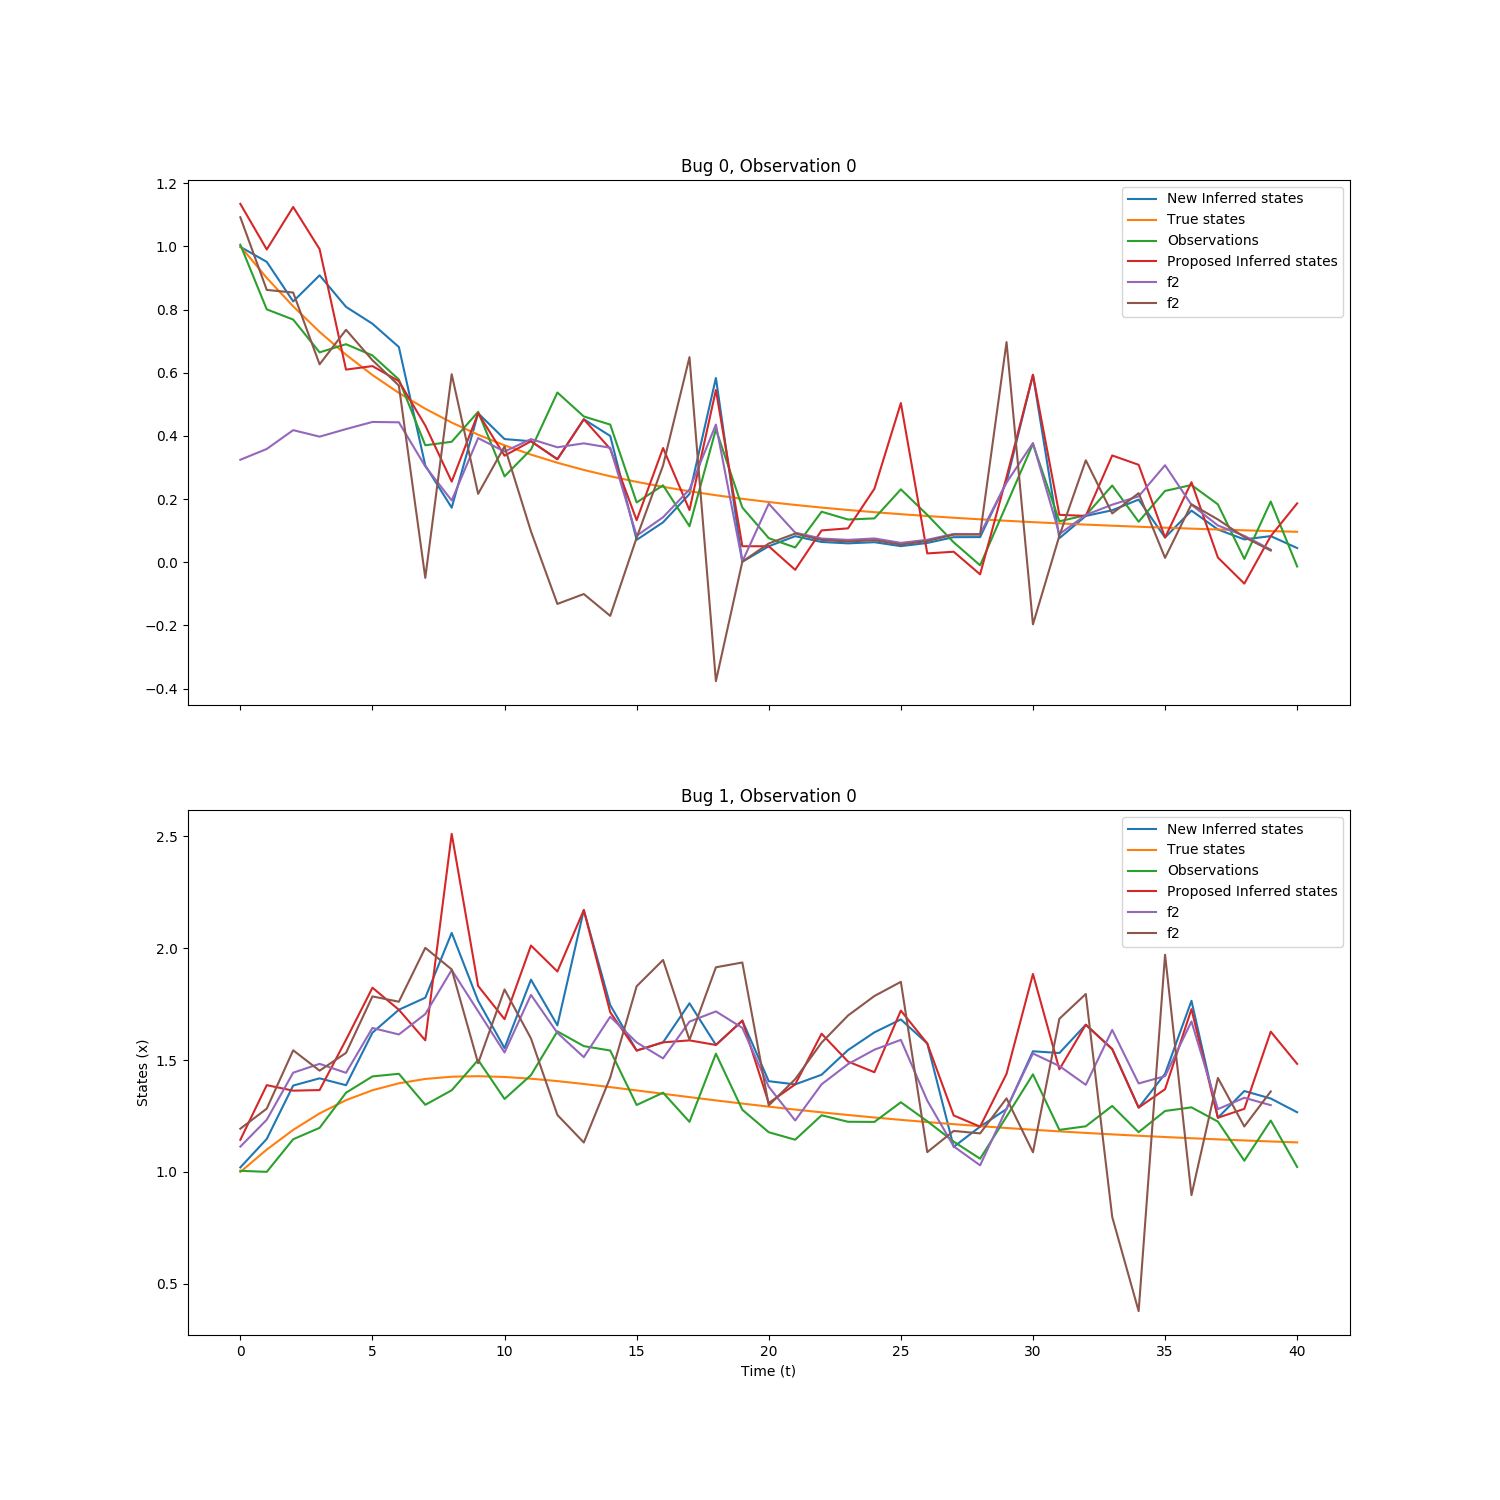 Bug 0, Observation 0
1.2
1.0
0.8
0.6
0.4
0.2
0.0
−0.2
−0.4
New Inferred states
True states
Observations
Proposed Inferred states
f2
f2
Bug 1, Observation 0
States (x)
2.5
2.0
1.5
1.0
0.5
New Inferred states
True states
Observations
Proposed Inferred states
f2
f2
0 5 10 15 20 25 30 35 40
Time (t)